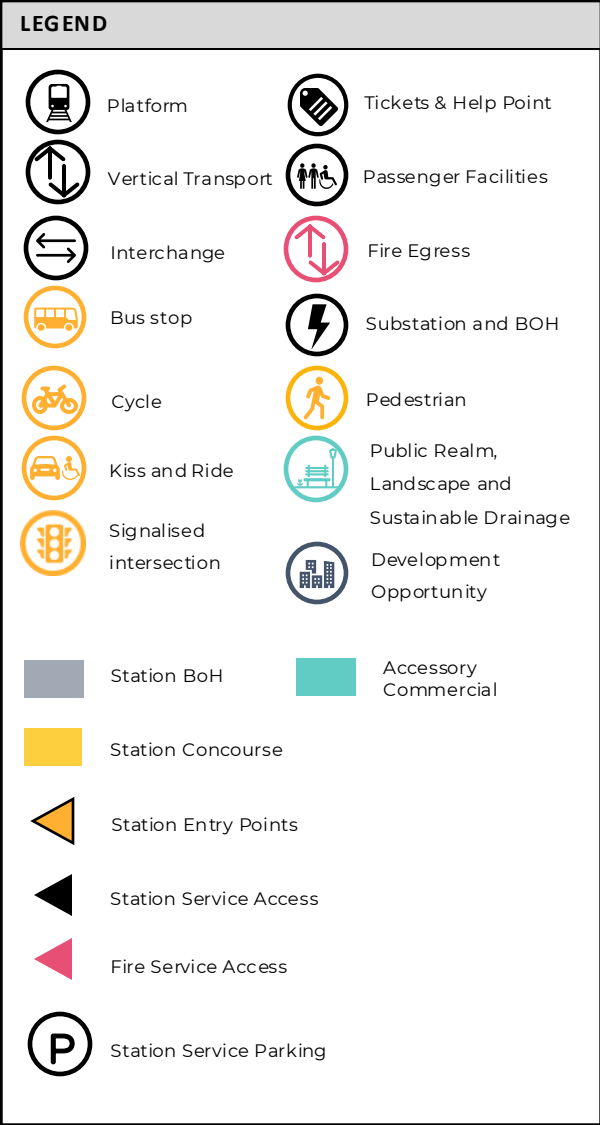 LEGEND
Platform
Tickets & Help Point
Vertical Transport
Passenger Facilities
Interchange
Fire Egress
Bus stop
Substation and BOH
Cycle
Pedestrian
Kiss and Ride
Public Realm,
Landscape and
Sustainable Drainage
Signalised
intersection
Development
Opportunity
Station BoH
Accessory
Commercial
Station Concourse
Station Entry Points
Station Service Access
Fire Service Access
P
Station Service Parking